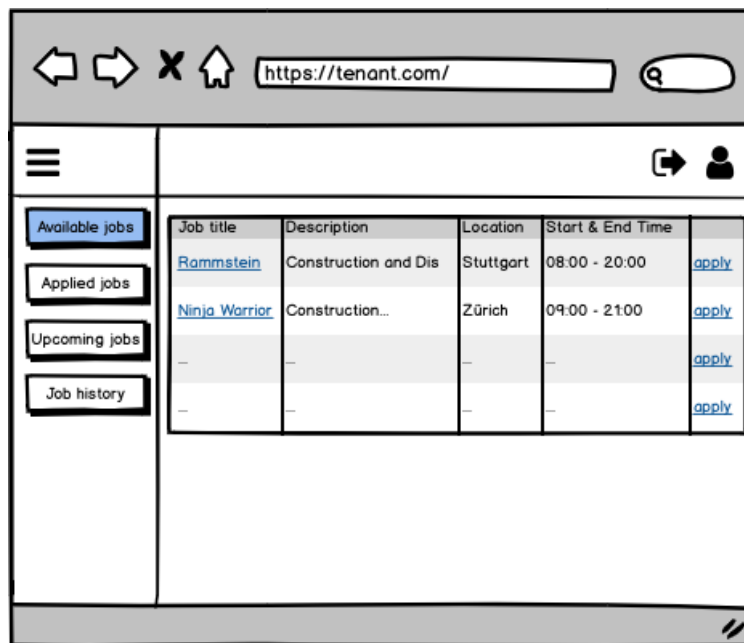 https://tenant.com/
Available jobs
Applied jobs
Upcoming jobs
Job history
Job title Description Location Start & End Time
Rammstein Construction and Dis Stuttgart 08:00 - 20:00 apply
Ninja Warrior Construction... Zürich 09:00 - 21:00 apply
_ _ _ _ apply
_ _ _ _ apply